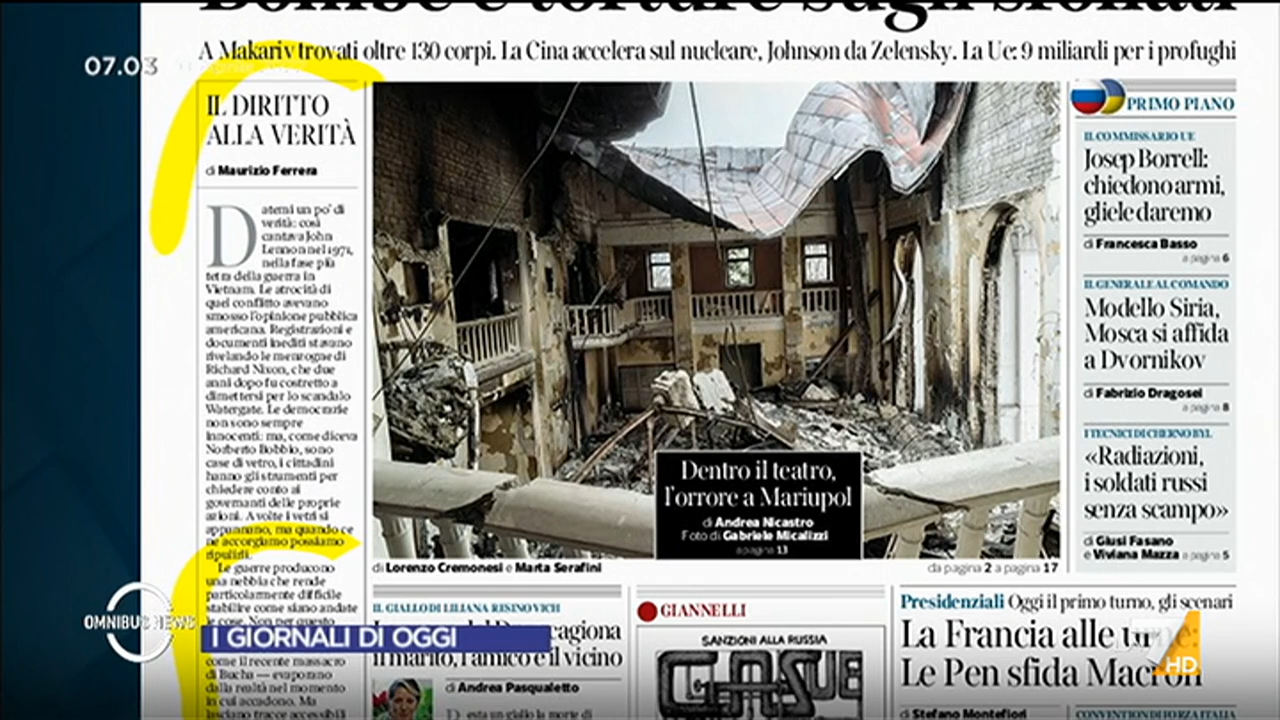 A Makariv trovati oltre 130 corpi. La Cina accelera sul nucleare, Johnson da Zelensky. La Ue: 9 miliardi per i profughi
07.03
IL DIRITTO
ALLA VERITÀ
di Maurizio Ferrera
Datemi un po' di
verità: così
cantava John
Lennon nel 1971,
nella fase più
tetra della guerra in
Vietnam. Le atrocità di
quel conflitto avevano
smosso l'opinione pubblica
americana. Registrazioni e
documenti inediti stavano
rivelando le menzogne di
Richard Nixon, che due
anni dopo fu costretto a
dimettersi per lo scandalo
Watergate. Le democrazie
non sono sempre
innocenti: ma, come diceva
Norberto Bobbio, sono
case di vetro, i cittadini
hanno gli strumenti per
chiedere conto ai
governanti delle proprie
azioni. A volte i vetri si
appannano, ma quando ce
ne accorgiamo possiamo
ripulirli.
Le guerre producono
una nebbia che rende
particolarmente difficile
stabilire come siano andate
le cose. Non per questo
come il recente massacro
di Bucha — evaporano
dalla realtà nel momento
in cui accadono. Ma
lasciano tracce accessibili
Dentro il teatro,
l'orrore a Mariupol
di Andrea Nicastro
Foto di Gabriele Micalizzi
a pagina 13
di Lorenzo Cremonesi e Marta Serafini
da pagina 2 a pagina 17
PRIMO PIANO
IL COMMISSARIO UE
Josep Borrell:
chiedono armi,
gliele daremo
di Francesca Basso
a pagina 6
IL GENERALE AL COMANDO
Modello Siria,
Mosca si affida
a Dvornikov
di Fabrizio Dragosei
a pagina 8
I TECNICI DI CHERNOBYL
«Radiazioni,
i soldati russi
senza scampo»
di Giusi Fasano
e Viviana Mazza a pagina 5
IL GIALLO DI LILIANA RESINOVICH
il marito, l'amico e il vicino
di Andrea Pasqualetto
GIANNELLI
SANZIONI ALLA RUSSIA
Presidenziali Oggi il primo turno, gli scenari
La Francia alle urne:
Le Pen sfida Macron
di Stefano Montefiori
CONVENTION DI FORZA ITALIA
OMNIBUS NEWS
I GIORNALI DI OGGI
HD